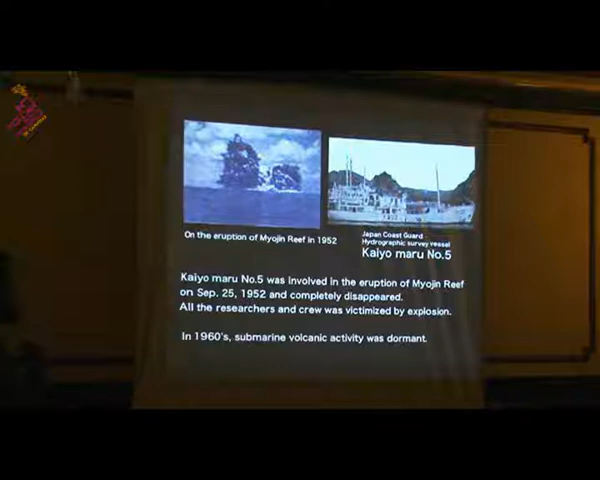 On the eruption of Myojin Reef in 1952
Japan Coast Guard
Hydrographic survey vessel
Kaiyo maru No.5
Kaiyo maru No.5 was involved in the eruption of Myojin Reef
on Sep. 25, 1952 and completely disappeared.
All the researchers and crew was victimized by explosion.
In 1960's, submarine volcanic activity was dormant.